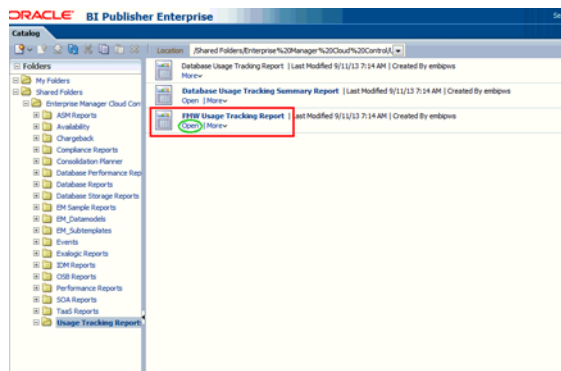 ORACLE BI Publisher Enterprise
Se
Catalog
Location /Shared Folders/Enterprise%20Manager%20Cloud%20Control/L
Folders
My Folders
Shared Folders
Enterprise Manager Cloud Con
ASM Reports
Availability
Chargeback
Compliance Reports
Consolidation Planner
Database Performance Rep
Database Reports
Database Storage Reports
EM Sample Reports
EM_Datamodels
EM_Subtemplates
Events
Exalogic Reports
IDM Reports
OSB Reports
Performance Reports
SOA Reports
TaaS Reports
Usage Tracking Report
Database Usage Tracking Report | Last Modified 9/11/13 7:14 AM | Created By embipws
More
Database Usage Tracking Summary Report | Last Modified 9/11/13 7:14 AM | Created By embipws
Open | More
FMW Usage Tracking Report | Last Modified 9/11/13 7:14 AM | Created By embipws
Open | More